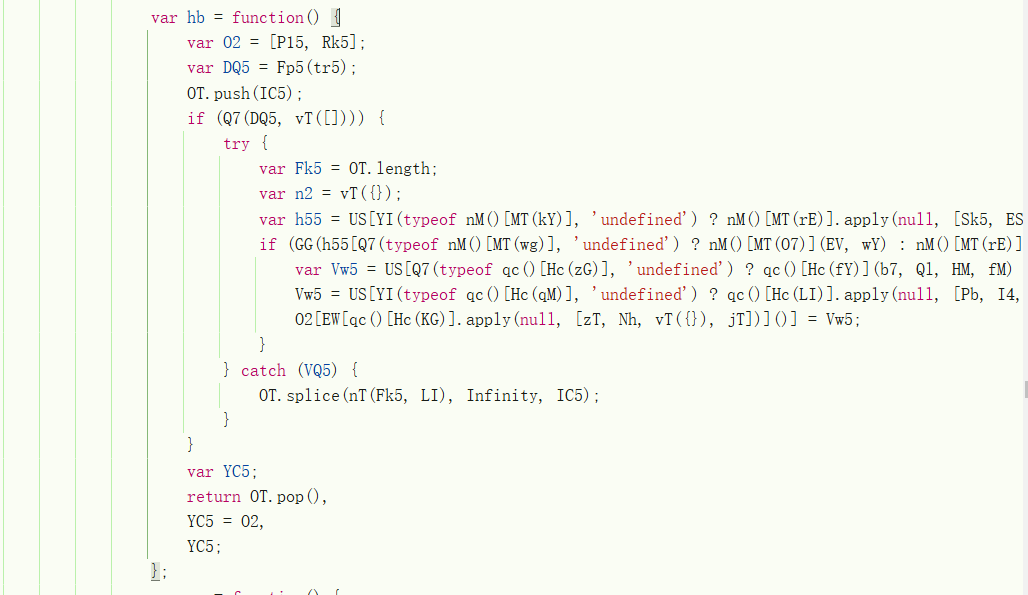 var hb = function() {
var O2 = [P15, Rk5];
var DQ5 = Fp5(tr5);
OT.push(IC5);
if (Q7(DQ5, vT([]))) {
try {
var Fk5 = OT.length;
var n2 = vT({});
var h55 = US[YI(typeof nM()[MT(kY)], 'undefined') ? nM()[MT(rE)].apply(null, [Sk5, ES
if (GG(h55[Q7(typeof nM()[MT(wg)], 'undefined') ? nM()[MT(O7)](EV, wY) : nM()[MT(rE)]
var Vw5 = US[Q7(typeof qc()[Hc(zG)], 'undefined') ? qc()[Hc(fY)](b7, Ql, HM, fM)
Vw5 = US[YI(typeof qc()[Hc(qM)], 'undefined') ? qc()[Hc(LI)].apply(null, [Pb, I4,
O2[EW[qc()[Hc(KG)].apply(null, [zT, Nh, vT({}), jT])]()] = Vw5;
}
} catch (VQ5) {
OT.splice(nT(Fk5, LI), Infinity, IC5);
}
}
var YC5;
return OT.pop(),
YC5 = O2,
YC5;
};